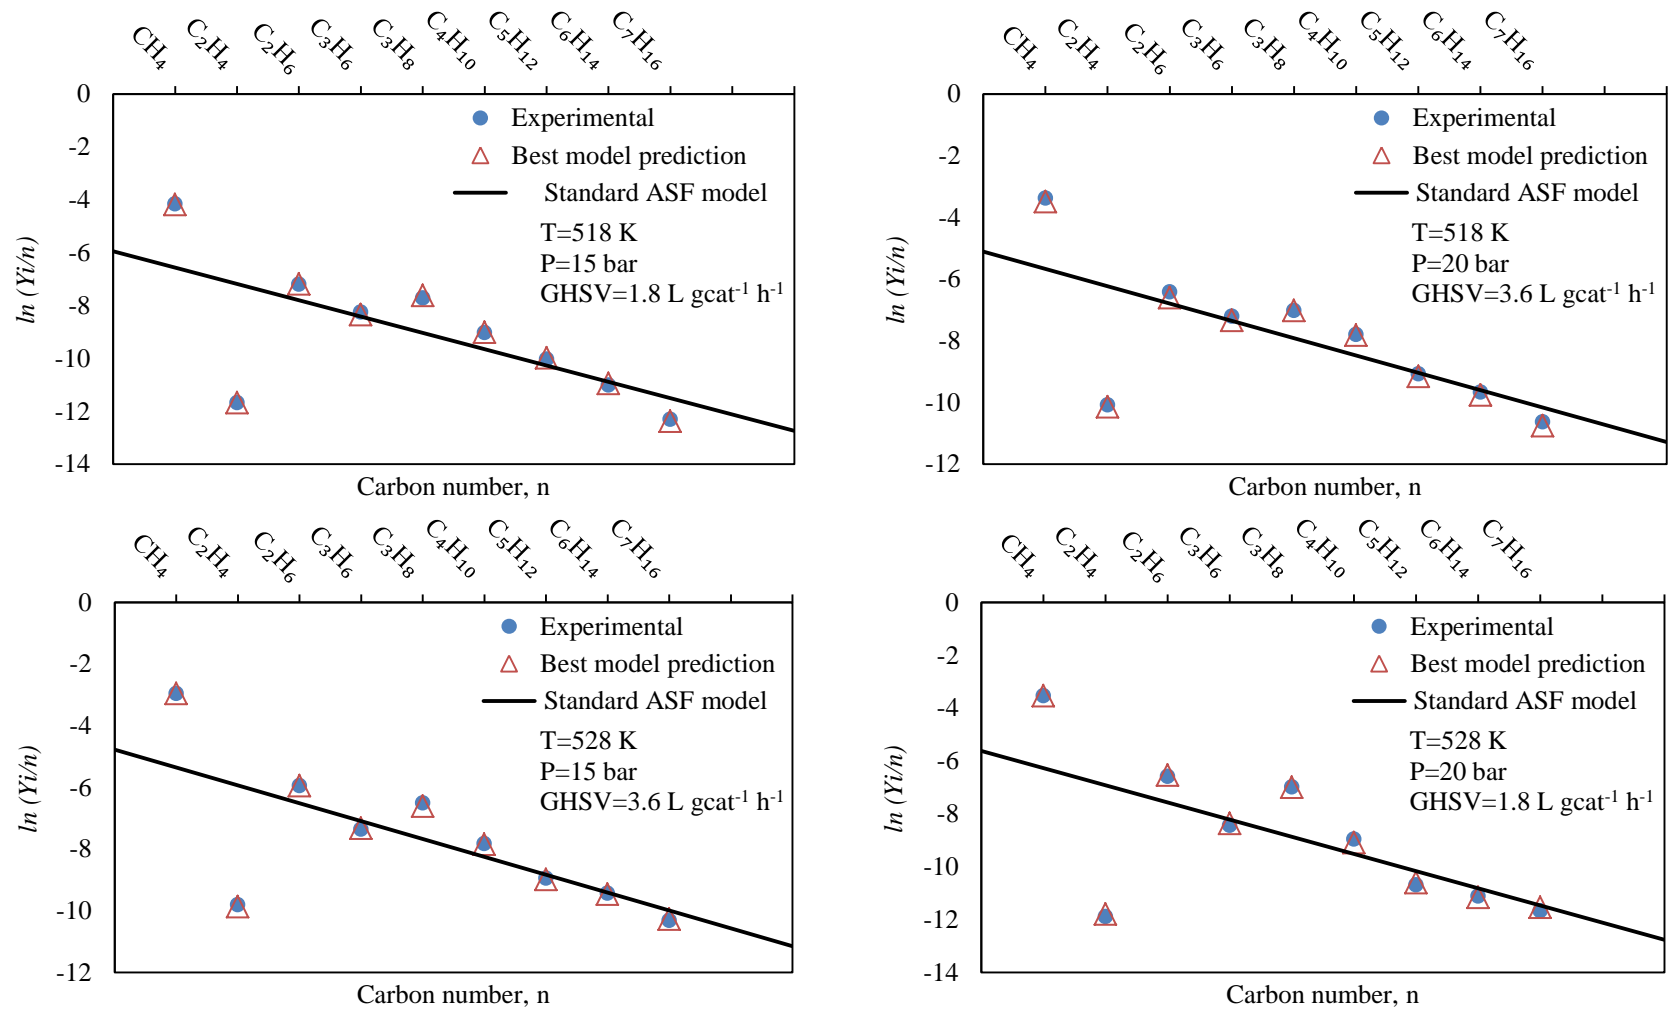 CH₄ C₂H₄ C₂H₆ C₃H₆ C₃H₈ C₄H₁₀ C₅H₁₂ C₆H₁₄ C₇H₁₆
0
-2
-4
-6
-8
-10
-12
-14
ln (Yi/n)
Experimental
Best model prediction
Standard ASF model
T=518 K
P=15 bar
GHSV=1.8 L gcat⁻¹ h⁻¹
Carbon number, n
CH₄ C₂H₄ C₂H₆ C₃H₆ C₃H₈ C₄H₁₀ C₅H₁₂ C₆H₁₄ C₇H₁₆
0
-2
-4
-6
-8
-10
-12
ln (Yi/n)
Experimental
Best model prediction
Standard ASF model
T=518 K
P=20 bar
GHSV=3.6 L gcat⁻¹ h⁻¹
Carbon number, n
CH₄ C₂H₄ C₂H₆ C₃H₆ C₃H₈ C₄H₁₀ C₅H₁₂ C₆H₁₄ C₇H₁₆
0
-2
-4
-6
-8
-10
-12
ln (Yi/n)
Experimental
Best model prediction
Standard ASF model
T=528 K
P=15 bar
GHSV=3.6 L gcat⁻¹ h⁻¹
Carbon number, n
CH₄ C₂H₄ C₂H₆ C₃H₆ C₃H₈ C₄H₁₀ C₅H₁₂ C₆H₁₄ C₇H₁₆
0
-2
-4
-6
-8
-10
-12
-14
ln (Yi/n)
Experimental
Best model prediction
Standard ASF model
T=528 K
P=20 bar
GHSV=1.8 L gcat⁻¹ h⁻¹
Carbon number, n